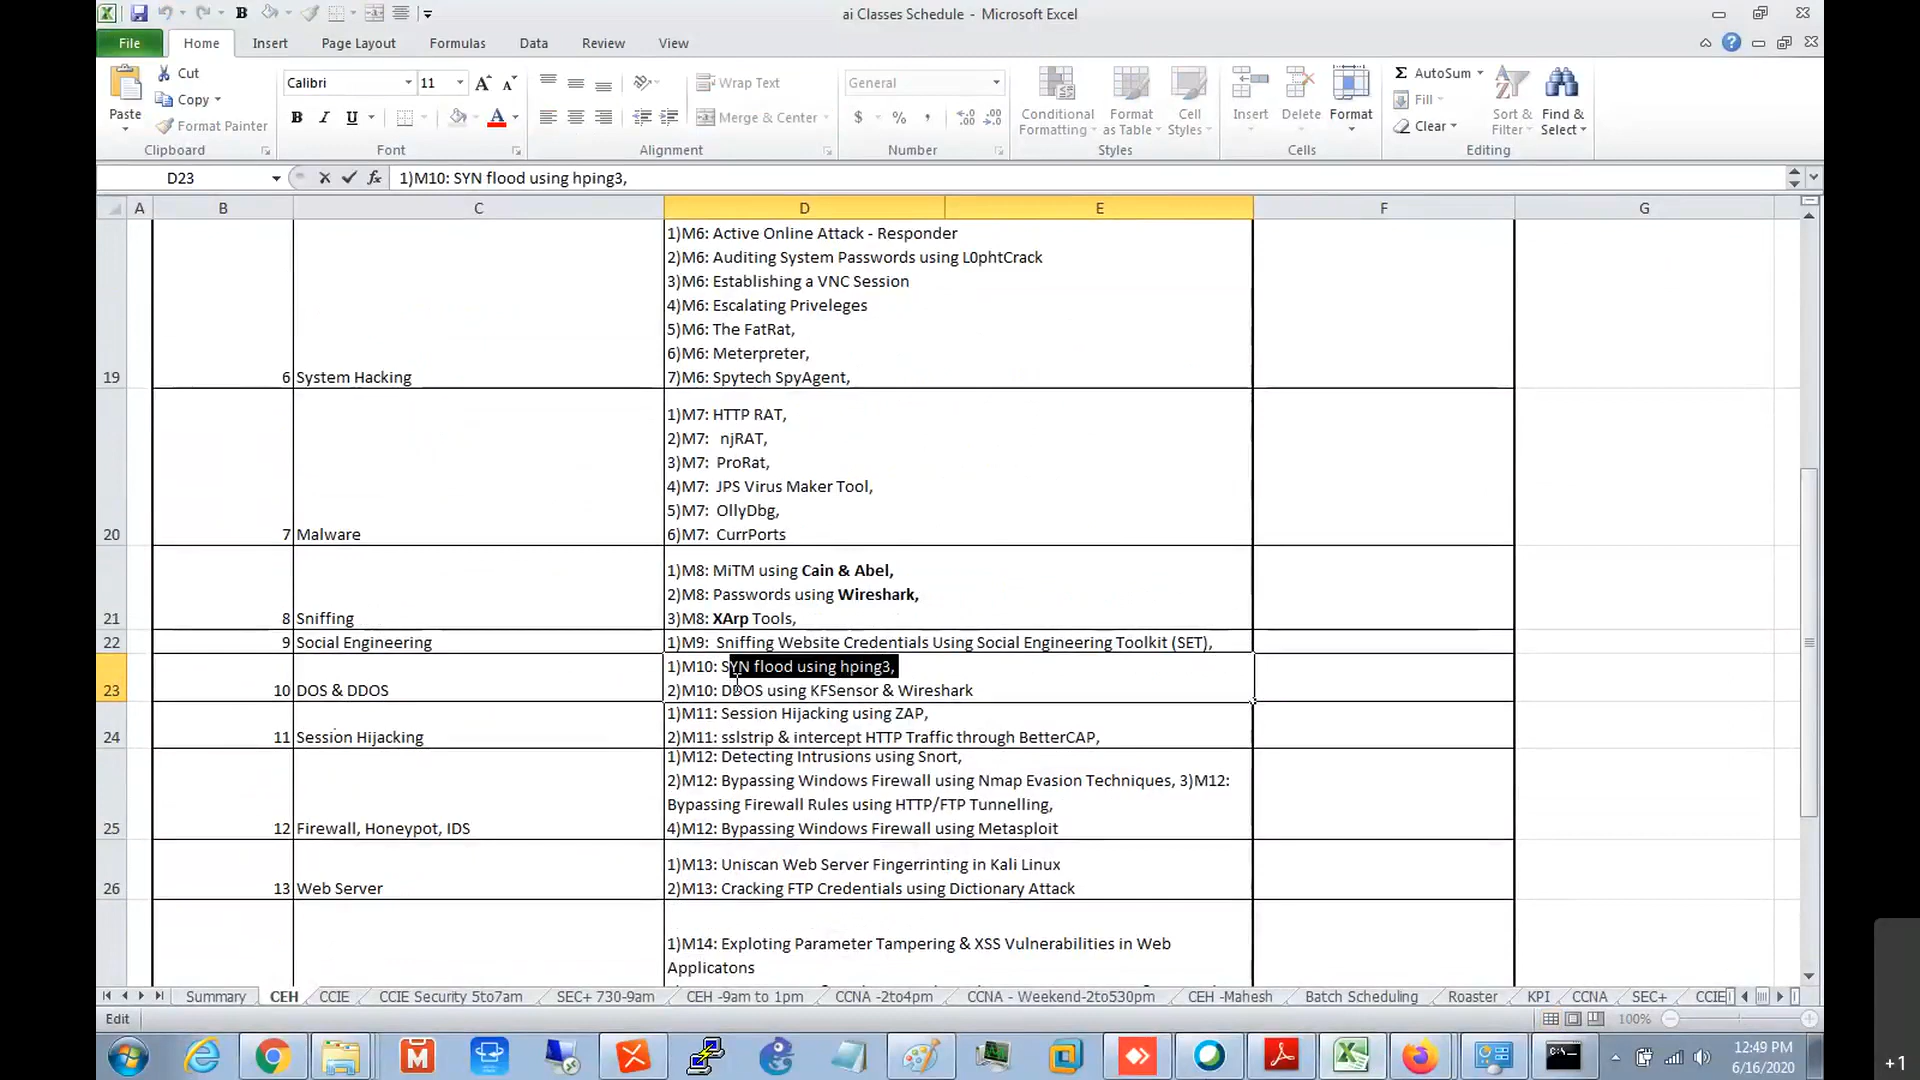 ai Classes Schedule - Microsoft Excel
File Home Insert Page Layout Formulas Data Review View
Paste
Cut
Copy
Format Painter
Clipboard
Calibri 11
B I U
Font
Wrap Text
Merge & Center
Alignment
General
$ % ,
Number
Conditional Formatting
Format as Table
Cell Styles
Styles
Insert Delete Format
Cells
AutoSum
Fill
Clear
Sort & Filter
Find & Select
Editing
D23 fx 1)M10: SYN flood using hping3,
A B C D E F G
1)M6: Active Online Attack - Responder
2)M6: Auditing System Passwords using L0phtCrack
3)M6: Establishing a VNC Session
4)M6: Escalating Priveleges
5)M6: The FatRat,
6)M6: Meterpreter,
19 6 System Hacking 7)M6: Spytech SpyAgent,
1)M7: HTTP RAT,
2)M7: njRAT,
3)M7: ProRat,
4)M7: JPS Virus Maker Tool,
5)M7: OllyDbg,
20 7 Malware 6)M7: CurrPorts
1)M8: MiTM using Cain & Abel,
2)M8: Passwords using Wireshark,
21 8 Sniffing 3)M8: XArp Tools,
22 9 Social Engineering 1)M9: Sniffing Website Credentials Using Social Engineering Toolkit (SET),
1)M10: SYN flood using hping3,
23 10 DOS & DDOS 2)M10: DDOS using KFSensor & Wireshark
1)M11: Session Hijacking using ZAP,
24 11 Session Hijacking 2)M11: sslstrip & intercept HTTP Traffic through BetterCAP,
1)M12: Detecting Intrusions using Snort,
2)M12: Bypassing Windows Firewall using Nmap Evasion Techniques, 3)M12:
Bypassing Firewall Rules using HTTP/FTP Tunnelling,
25 12 Firewall, Honeypot, IDS 4)M12: Bypassing Windows Firewall using Metasploit
1)M13: Uniscan Web Server Fingerrinting in Kali Linux
26 13 Web Server 2)M13: Cracking FTP Credentials using Dictionary Attack
1)M14: Exploting Parameter Tampering & XSS Vulnerabilities in Web
Applicatons
Summary CEH CCIE CCIE Security 5to7am SEC+ 730-9am CEH -9am to 1pm CCNA -2to4pm CCNA - Weekend-2to530pm CEH -Mahesh Batch Scheduling Roaster KPI CCNA SEC+ CCIE
Edit 100%
12:49 PM
6/16/2020
+1